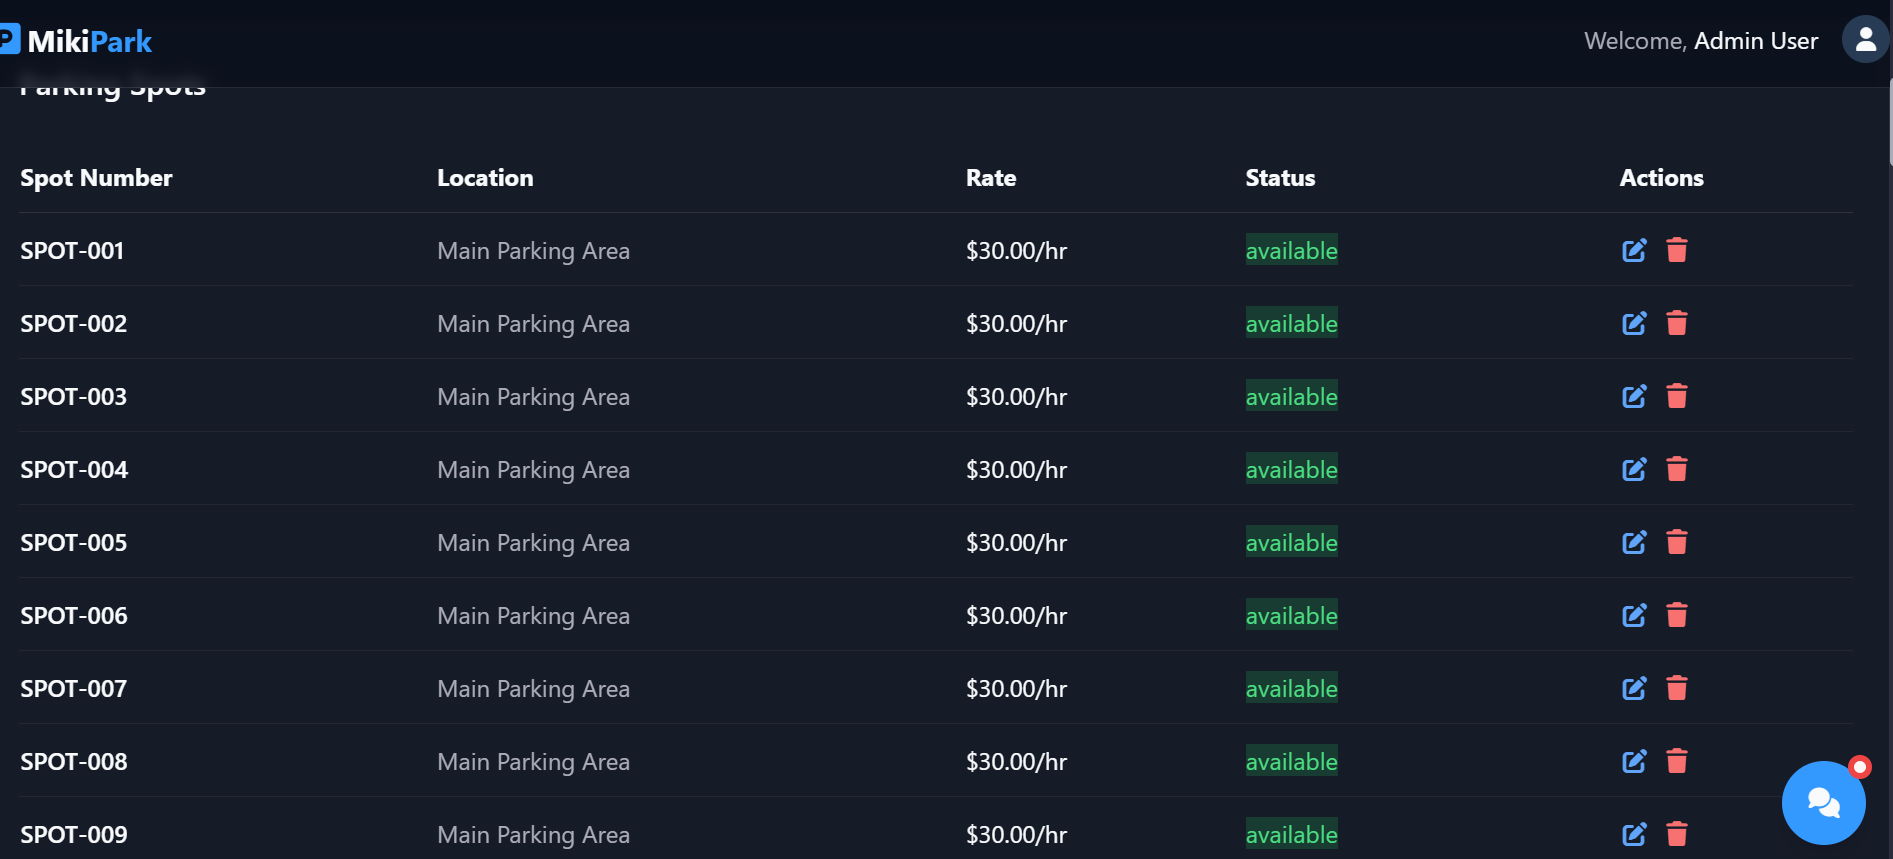 P MikiPark
Welcome, Admin User
Parking Spots
Spot Number Location Rate Status Actions
SPOT-001 Main Parking Area $30.00/hr available
SPOT-002 Main Parking Area $30.00/hr available
SPOT-003 Main Parking Area $30.00/hr available
SPOT-004 Main Parking Area $30.00/hr available
SPOT-005 Main Parking Area $30.00/hr available
SPOT-006 Main Parking Area $30.00/hr available
SPOT-007 Main Parking Area $30.00/hr available
SPOT-008 Main Parking Area $30.00/hr available
SPOT-009 Main Parking Area $30.00/hr available